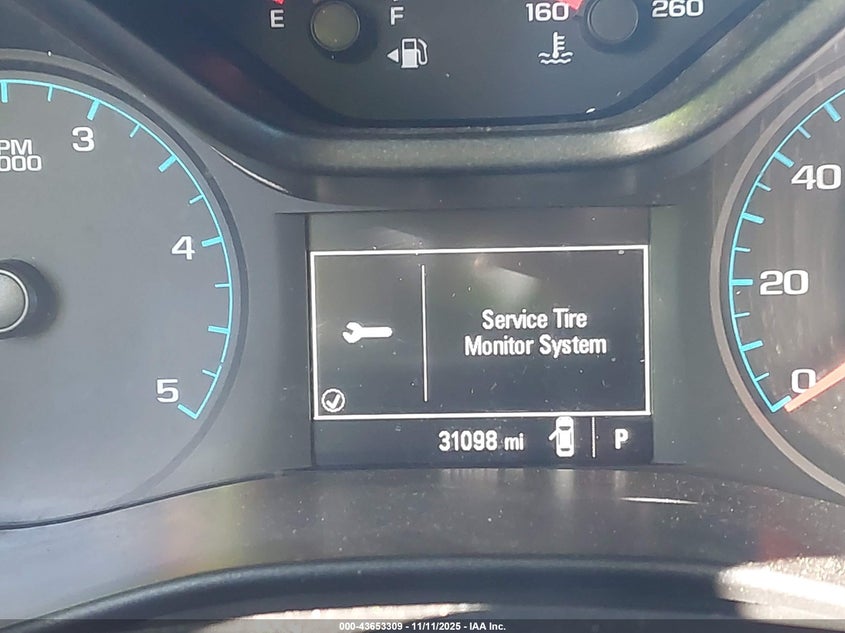 E F 160 260
3
PM
000
4
5
40
20
0
Service Tire
Monitor System
31098 mi P
000-43653309 - 11/11/2025 - IAA Inc.